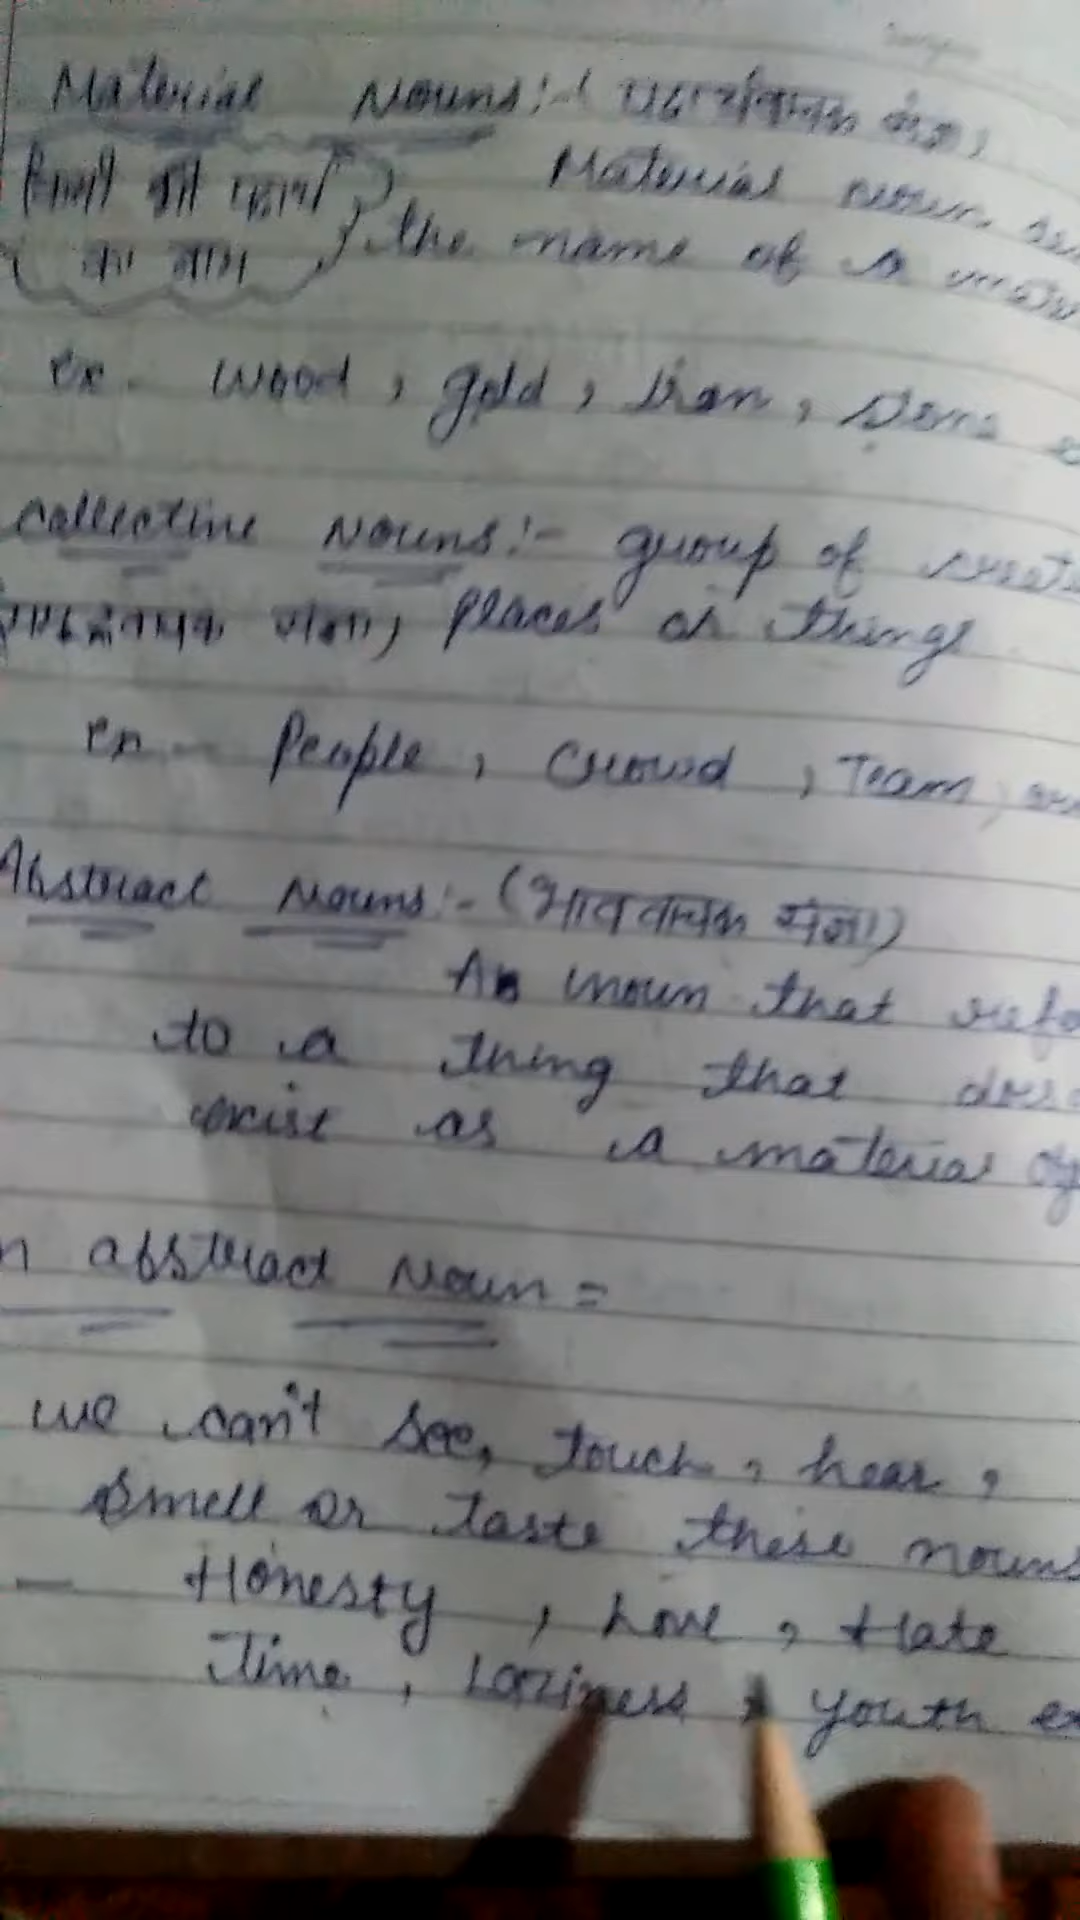 Material Nouns:- (पदार्थवाचक संज्ञा)
Material noun
किसी भी पदार्थ
का नाम
the name of a
ex - wood, gold, iron,
Collective Nouns:- group of
समूहवाचक संज्ञा) places or things
ex - People, Crowd, Team,
Abstract Nouns:- (भाववाचक संज्ञा)
noun that
to a thing that
exist as a material
abstract Noun =
we can't see, touch, hear,
smell or taste these nouns
- Honesty, Love, Hate
Time, Laziness, youth